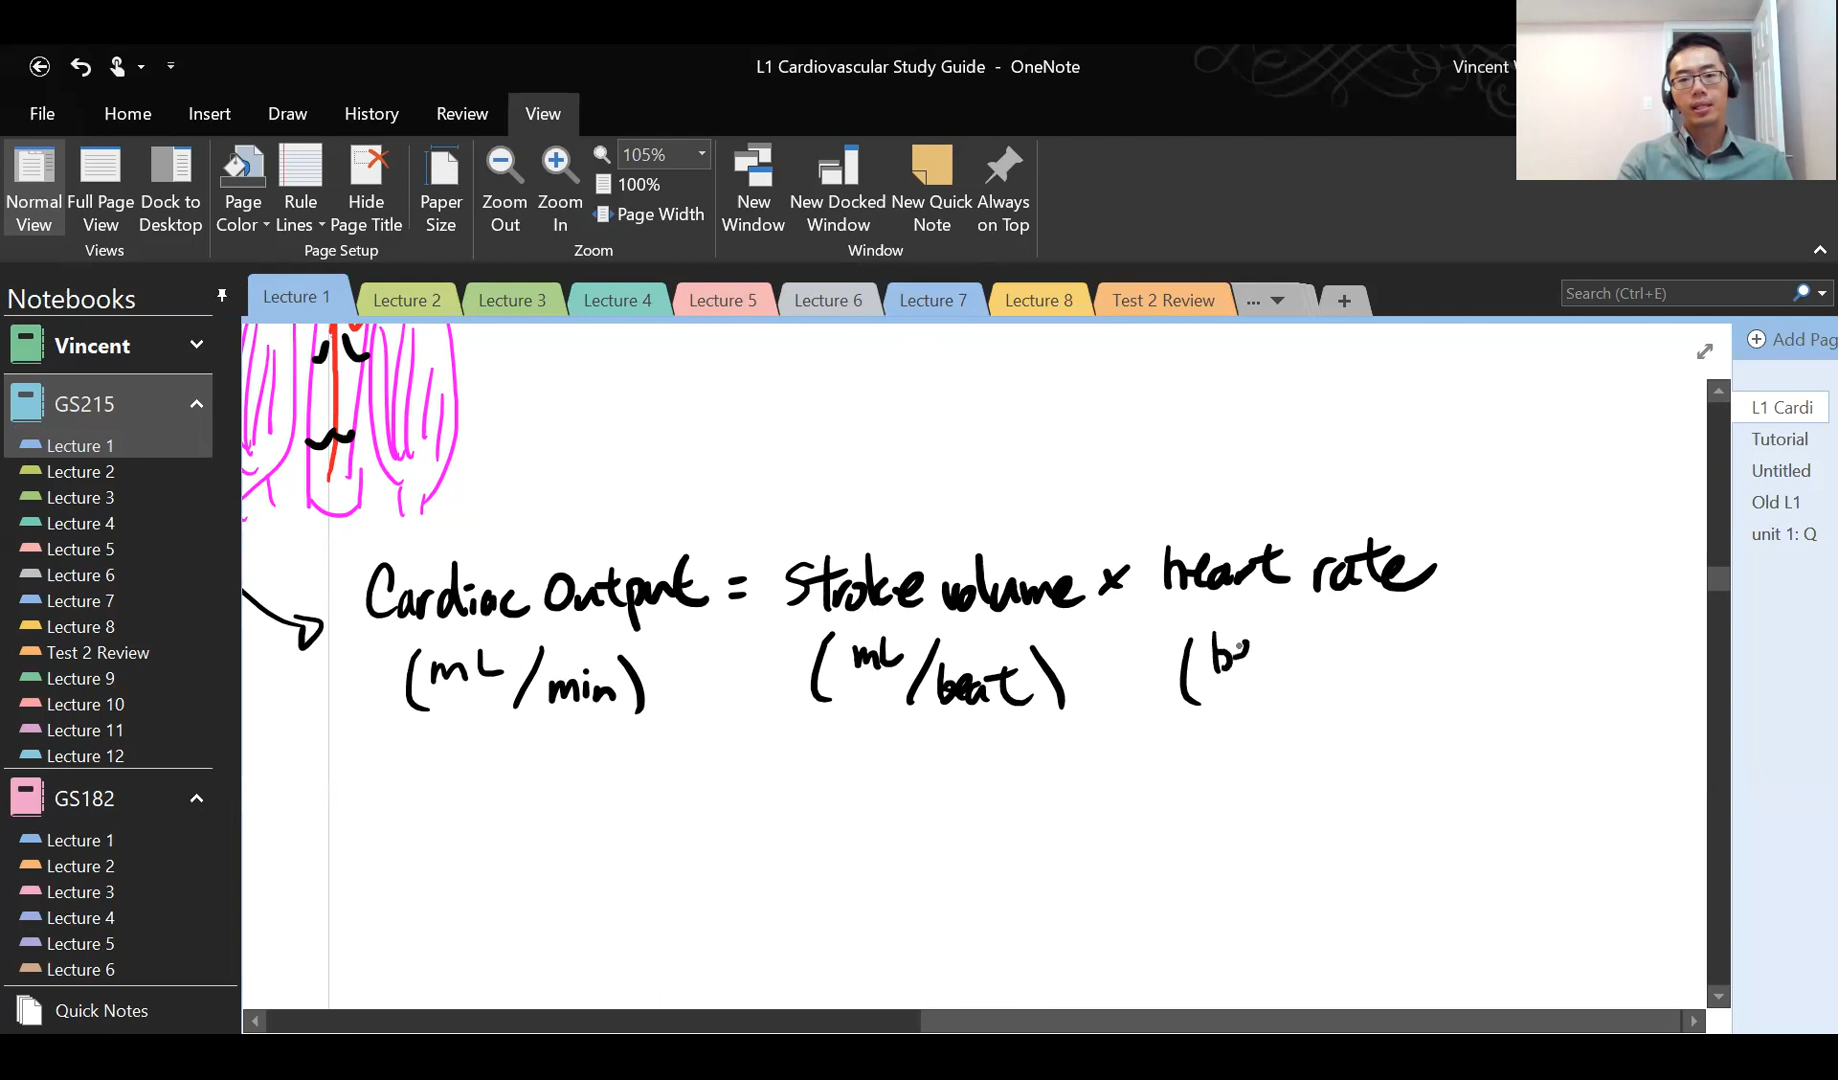 L1 Cardiovascular Study Guide - OneNote
Vincent
File Home Insert Draw History Review View
Normal View
Full Page View
Dock to Desktop
Views
Page Color
Rule Lines
Hide Page Title
Paper Size
Page Setup
Zoom Out
Zoom In
105%
100%
Page Width
Zoom
New Window
New Docked Window
New Quick Note
Always on Top
Window
Notebooks
Lecture 1 Lecture 2 Lecture 3 Lecture 4 Lecture 5 Lecture 6 Lecture 7 Lecture 8 Test 2 Review ... +
Search (Ctrl+E)
Vincent
GS215
Lecture 1
Lecture 2
Lecture 3
Lecture 4
Lecture 5
Lecture 6
Lecture 7
Lecture 8
Test 2 Review
Lecture 9
Lecture 10
Lecture 11
Lecture 12
GS182
Lecture 1
Lecture 2
Lecture 3
Lecture 4
Lecture 5
Lecture 6
Quick Notes
Cardiac Output = Stroke volume × heart rate
(mL/min) (mL/beat) (b
Add Pag
L1 Cardi
Tutorial
Untitled
Old L1
unit 1: Q